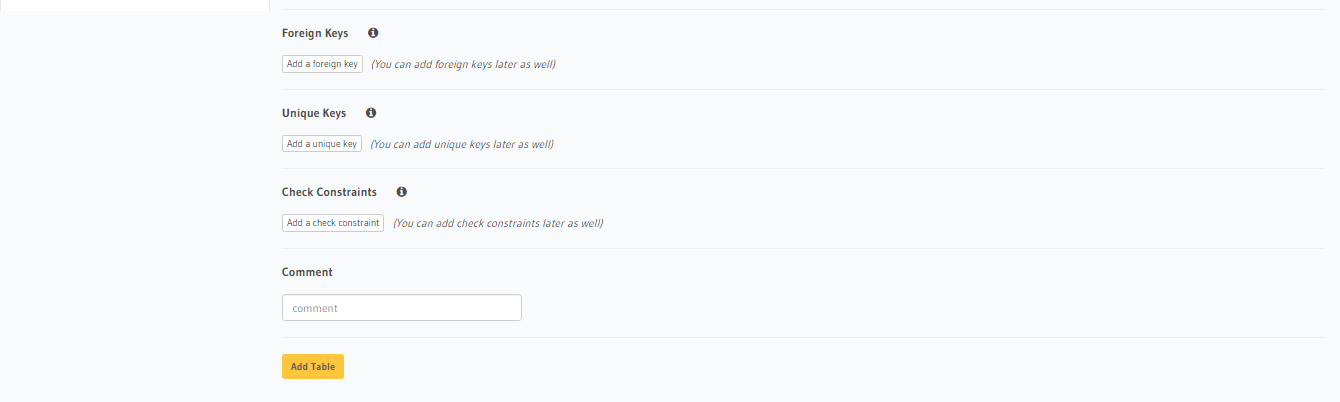 Foreign Keys
Add a foreign key (You can add foreign keys later as well)
Unique Keys
Add a unique key (You can add unique keys later as well)
Check Constraints
Add a check constraint (You can add check constraints later as well)
Comment
comment
Add Table